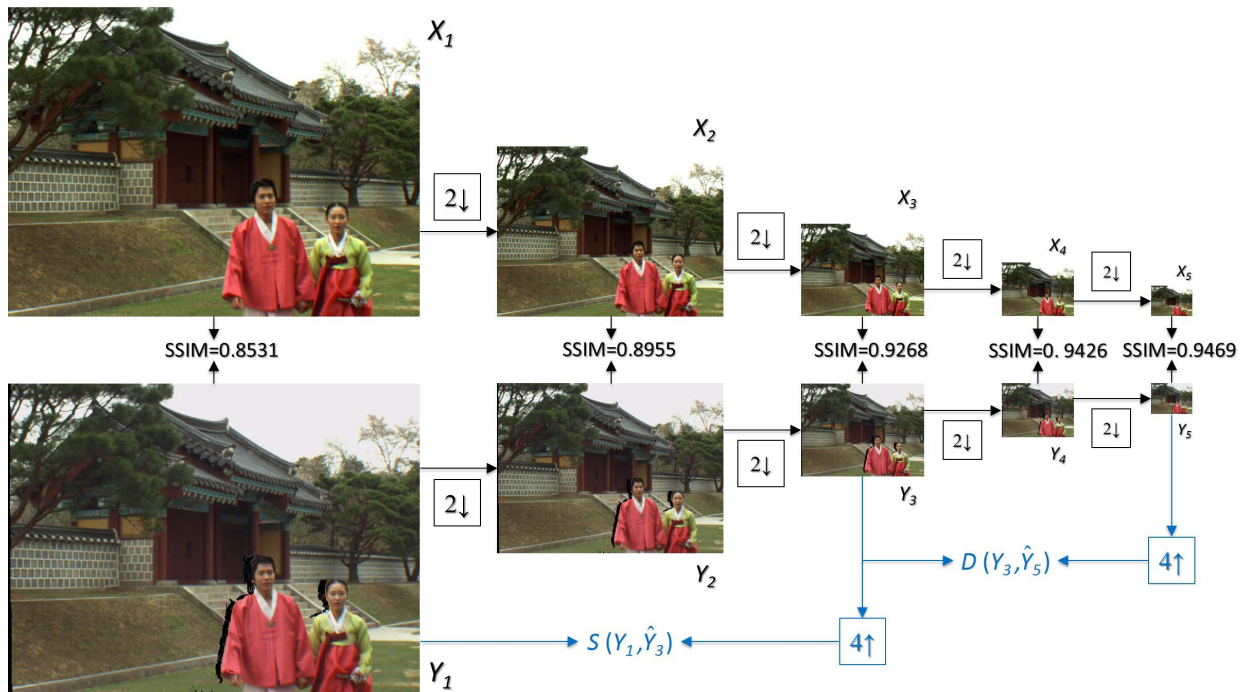 X1
X2
X3
X4
X5
2↓
2↓
2↓
2↓
SSIM=0.8531
SSIM=0.8955
SSIM=0.9268
SSIM=0. 9426
SSIM=0.9469
2↓
2↓
2↓
2↓
Y1
Y2
Y3
Y4
Y5
D (Y3,Ŷ5)
4↑
S (Y1,Ŷ3)
4↑